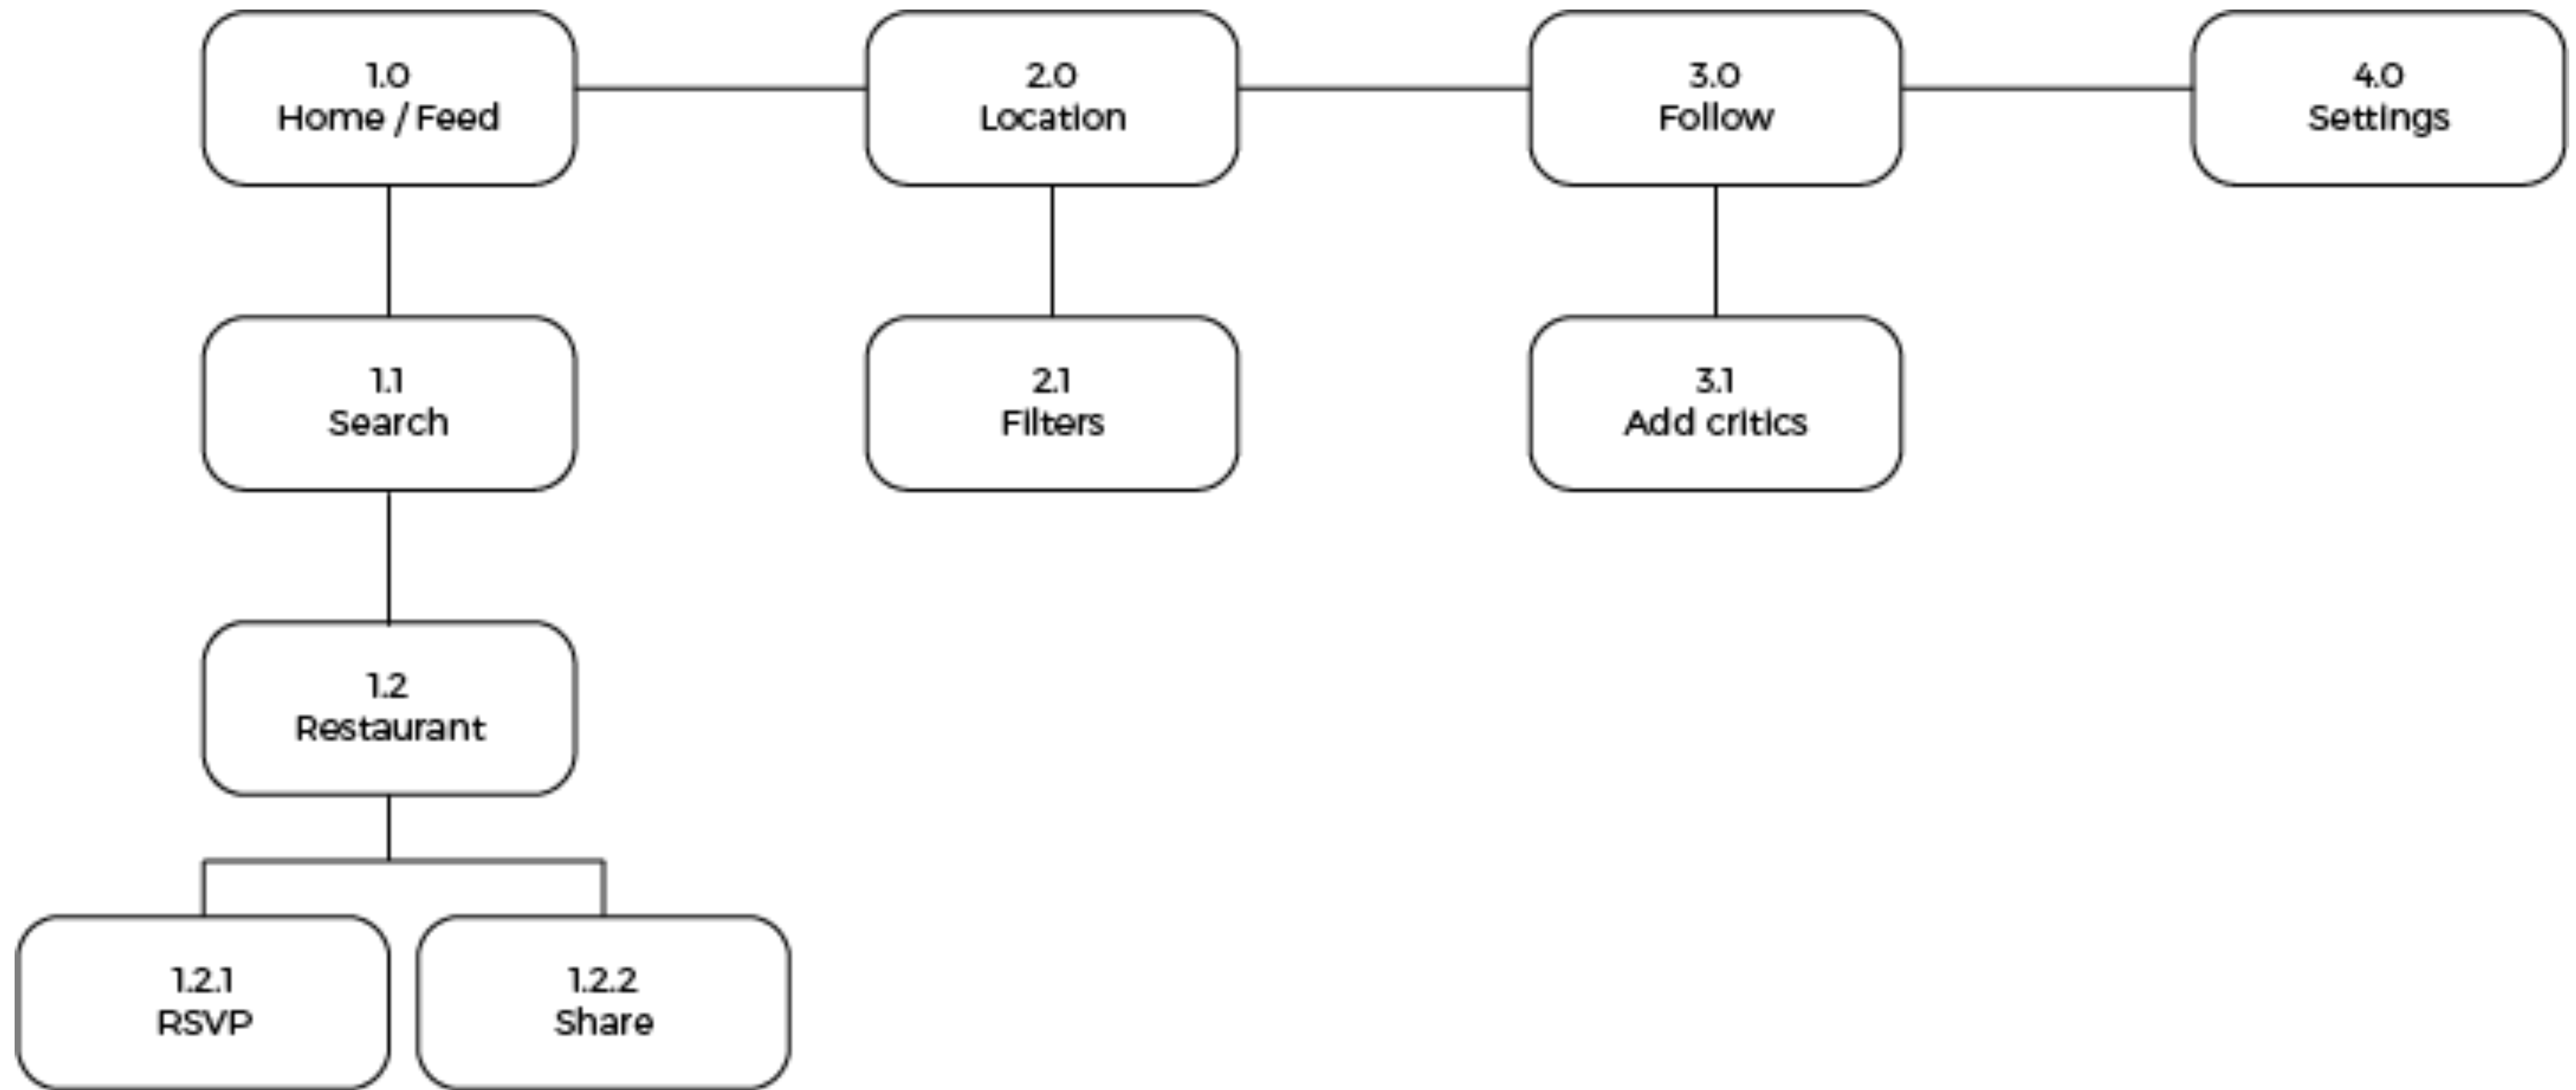 1.0
Home / Feed
2.0
Location
3.0
Follow
4.0
Settings
1.1
Search
2.1
Filters
3.1
Add critics
1.2
Restaurant
1.2.1
RSVP
1.2.2
Share